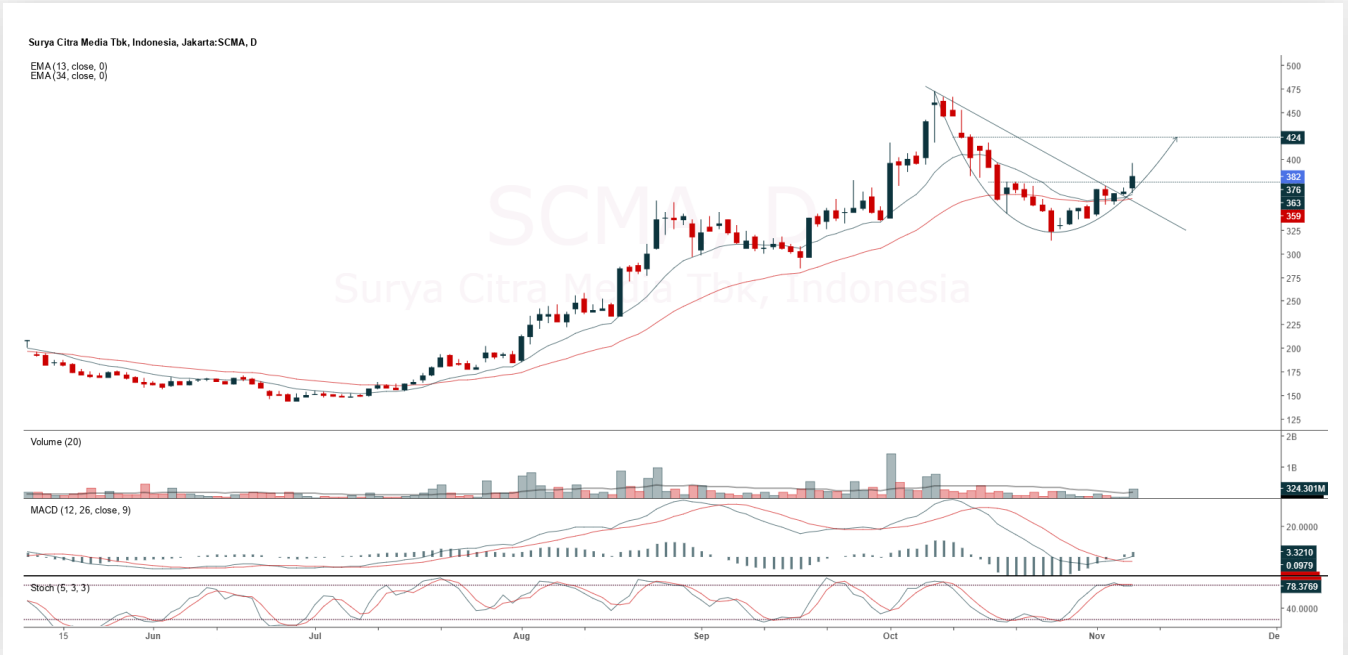 Surya Citra Media Tbk, Indonesia, Jakarta:SCMA, D
EMA (13, close, 0)
EMA (34, close, 0)
SCMA, D
Surya Citra Media Tbk, Indonesia
500
475
450
424
400
382
376
363
359
325
300
275
250
225
200
175
150
125
Volume (20)
2B
1B
324.301M
MACD (12, 26, close, 9)
20.0000
3.3210
0.0979
Stoch (5, 3, 3)
78.3769
40.0000
15 Jun Jul Aug Sep Oct Nov De